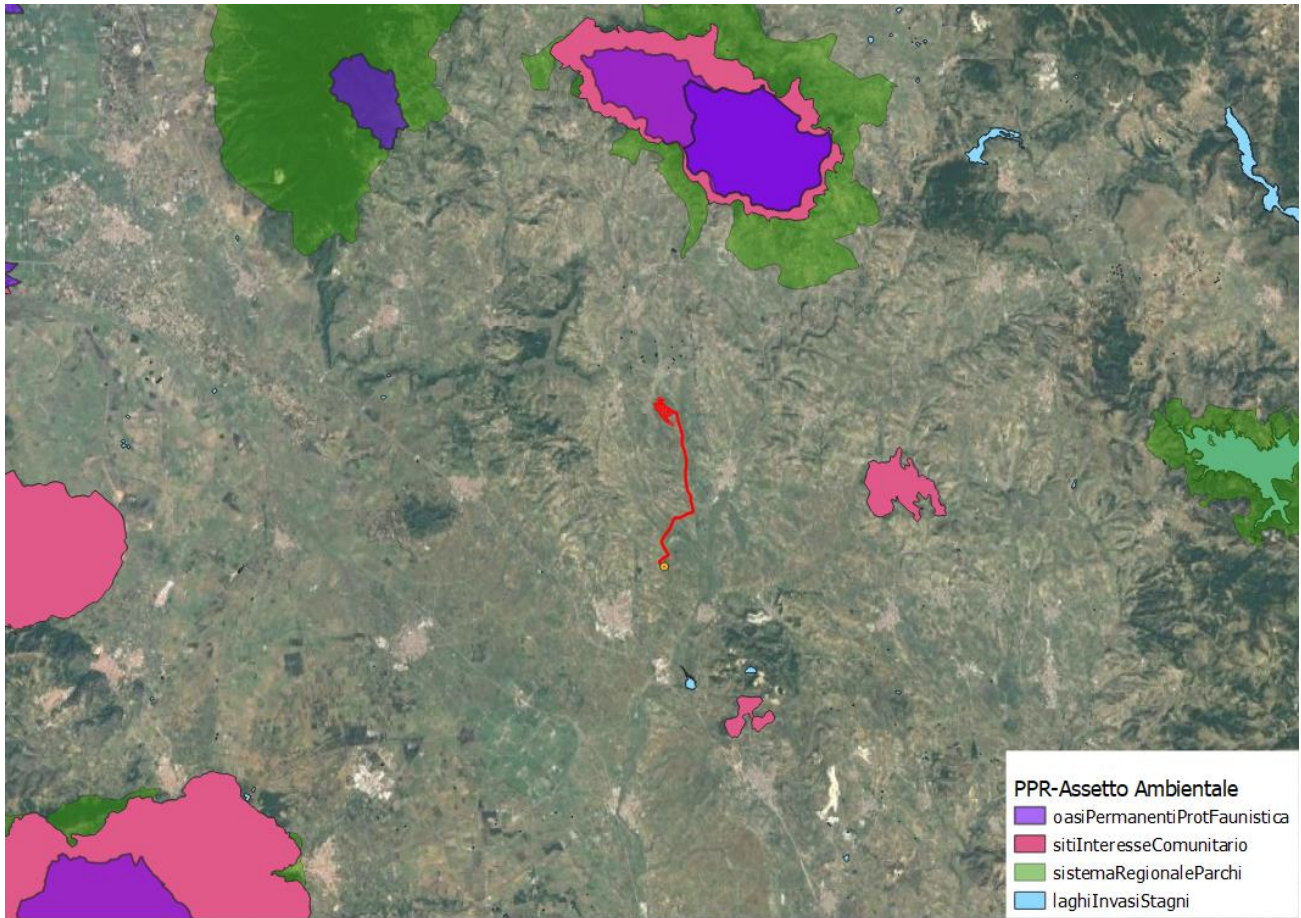 PPR-Assetto Ambientale
oasiPermanentiProtFaunistica
sitiInteresseComunitario
sistemaRegionaleParchi
laghiInvasiStagni